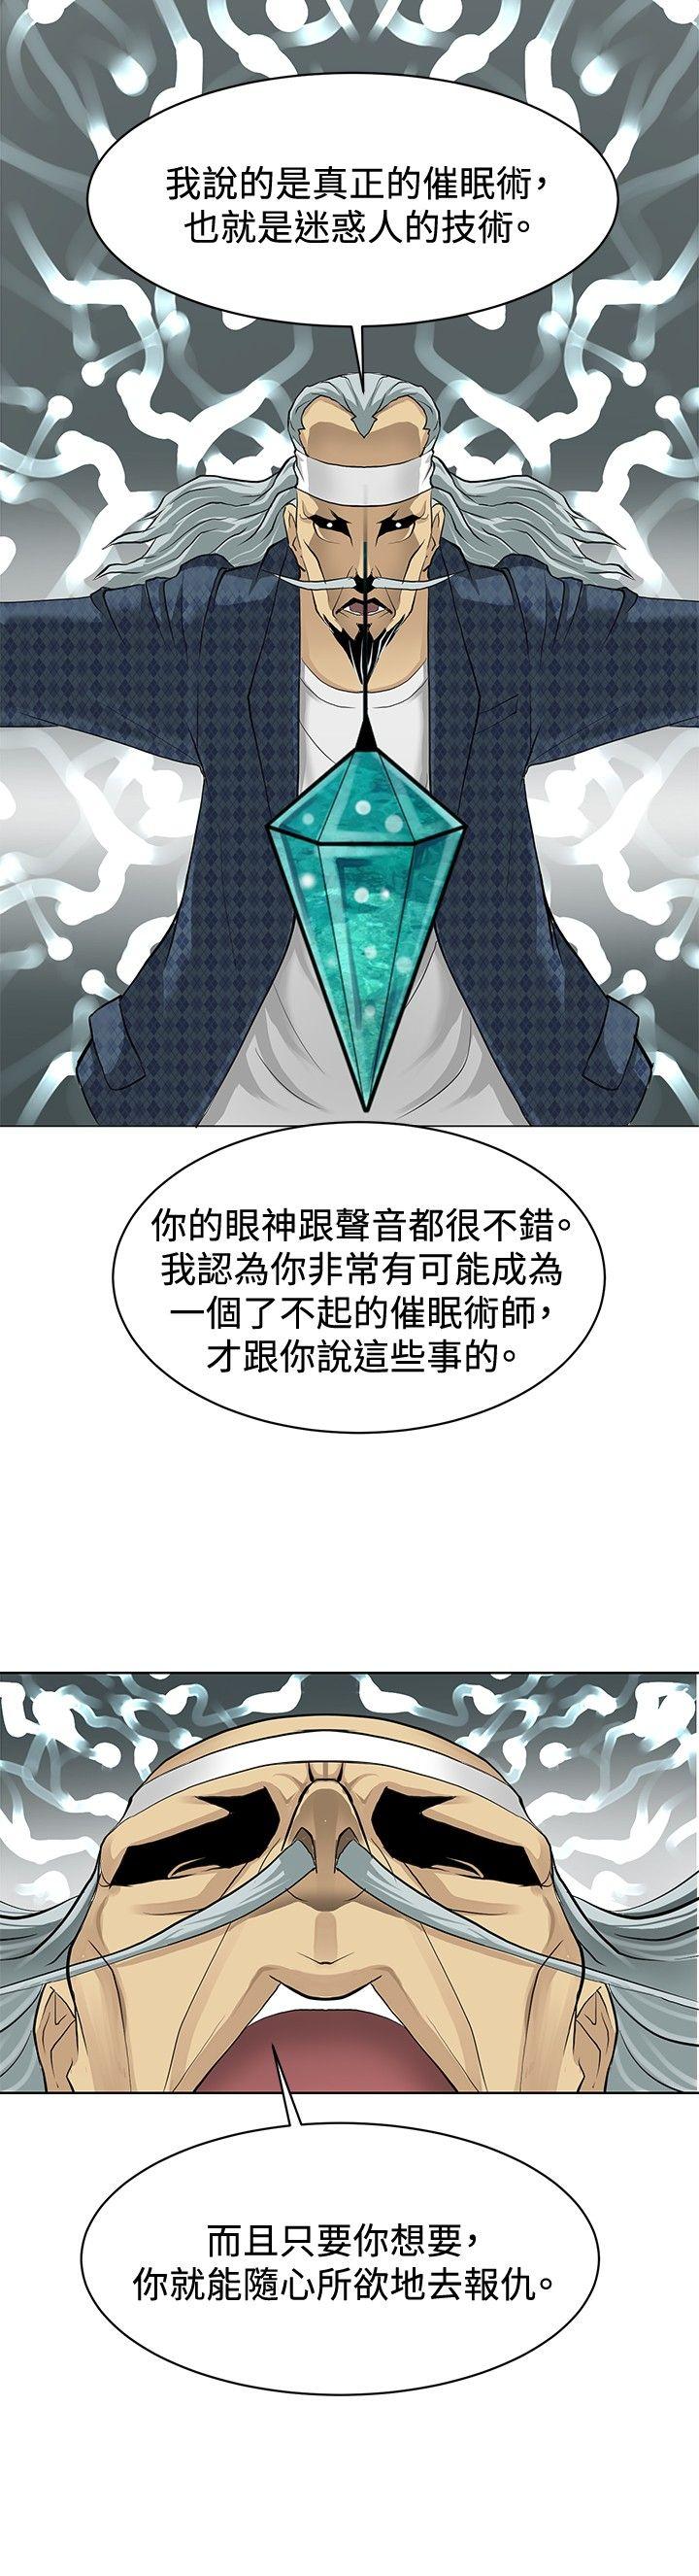 我說的是真正的催眠術，
也就是迷惑人的技術。
你的眼神跟聲音都很不錯。
我認為你非常有可能成為
一個了不起的催眠術師，
才跟你說這些事的。
而且只要你想要，
你就能隨心所欲地去報仇。